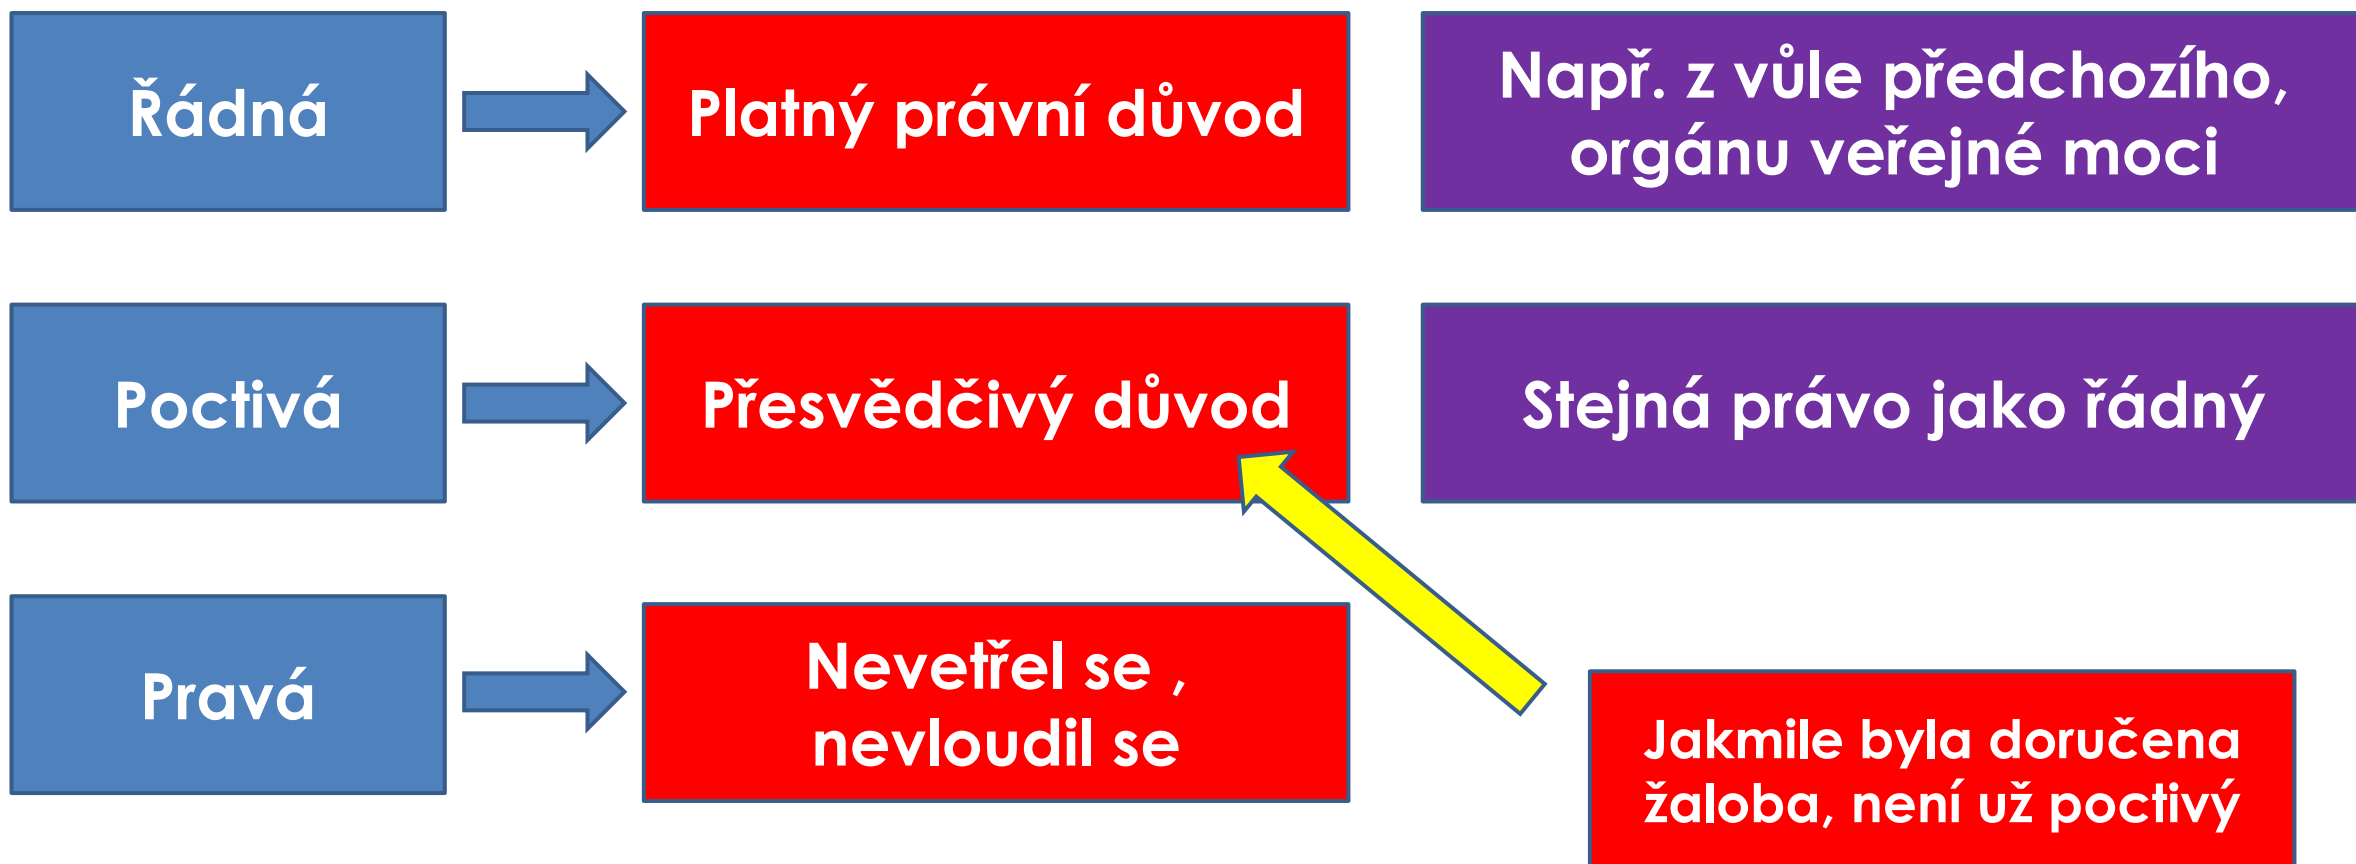 Řádná
Platný právní důvod
Např. z vůle předchozího,
orgánu veřejné moci
Poctivá
Přesvědčivý důvod
Stejná právo jako řádný
Pravá
Nevetřel se ,
nevloudil se
Jakmile byla doručena
žaloba, není už poctivý